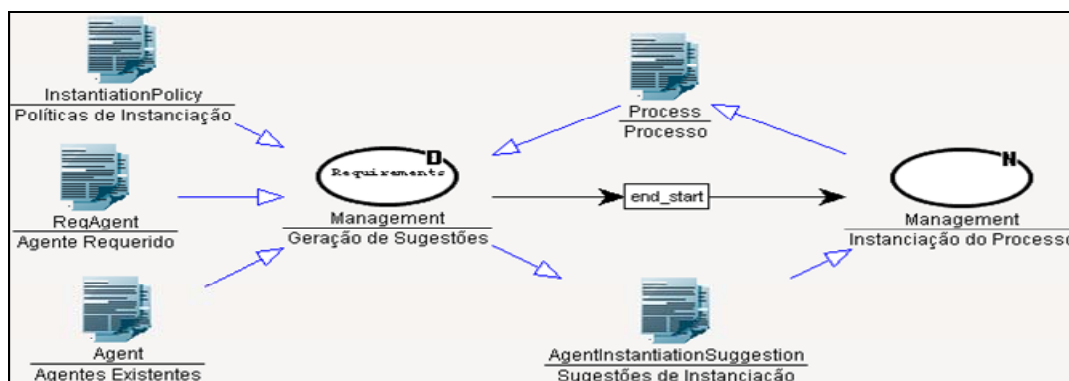 InstantiationPolicy
Políticas de Instanciação
ReqAgent
Agente Requerido
Agent
Agentes Existentes
D
Requirements
Management
Geração de Sugestões
end_start
Process
Processo
AgentInstantiationSuggestion
Sugestões de Instanciação
N
Management
Instanciação do Processo